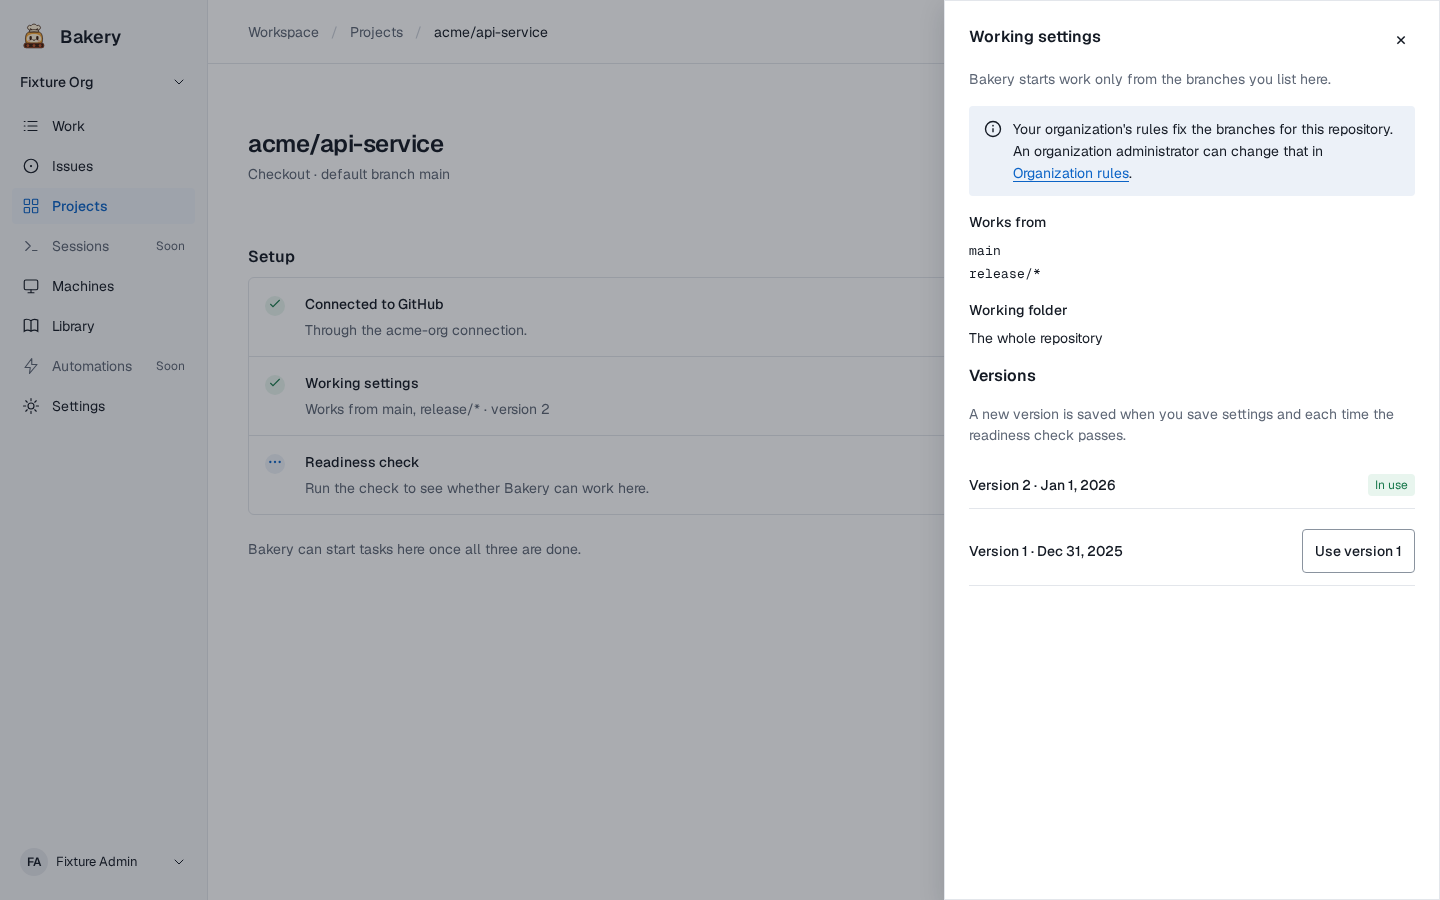 Bakery
Fixture Org
Work
Issues
Projects
Sessions Soon
Machines
Library
Automations Soon
Settings
FA Fixture Admin
Workspace / Projects / acme/api-service
acme/api-service
Checkout · default branch main
Setup
Connected to GitHub
Through the acme-org connection.
Working settings
Works from main, release/* · version 2
Readiness check
Run the check to see whether Bakery can work here.
Bakery can start tasks here once all three are done.
Working settings
Bakery starts work only from the branches you list here.
Your organization's rules fix the branches for this repository.
An organization administrator can change that in
Organization rules.
Works from
main
release/*
Working folder
The whole repository
Versions
A new version is saved when you save settings and each time the
readiness check passes.
Version 2 · Jan 1, 2026 In use
Version 1 · Dec 31, 2025 Use version 1